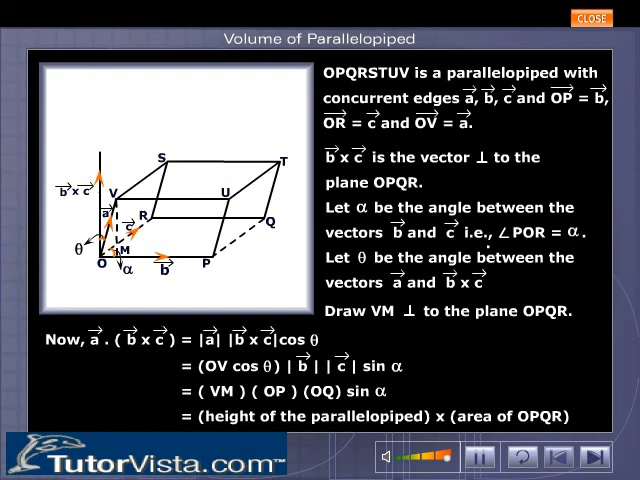 CLOSE
Volume of Parallelopiped
OPQRSTUV is a parallelopiped with
concurrent edges a⃗, b⃗, c⃗ and OP⃗ = b⃗,
OR⃗ = c⃗ and OV⃗ = a⃗.
b⃗ x c⃗ is the vector ⊥ to the
plane OPQR.
Let α be the angle between the
vectors b⃗ and c⃗ i.e., ∠POR = α.
Let θ be the angle between the
vectors a⃗ and b⃗ x c⃗
Draw VM ⊥ to the plane OPQR.
S T
b⃗ x c⃗ V U
a⃗ R c⃗ Q
θ M
O α b⃗ P
Now, a⃗ . ( b⃗ x c⃗ ) = |a⃗| |b⃗ x c⃗|cos θ
= (OV cos θ ) | b⃗ | | c⃗ | sin α
= ( VM ) ( OP ) (OQ) sin α
= (height of the parallelopiped) x (area of OPQR)
TutorVista.com™